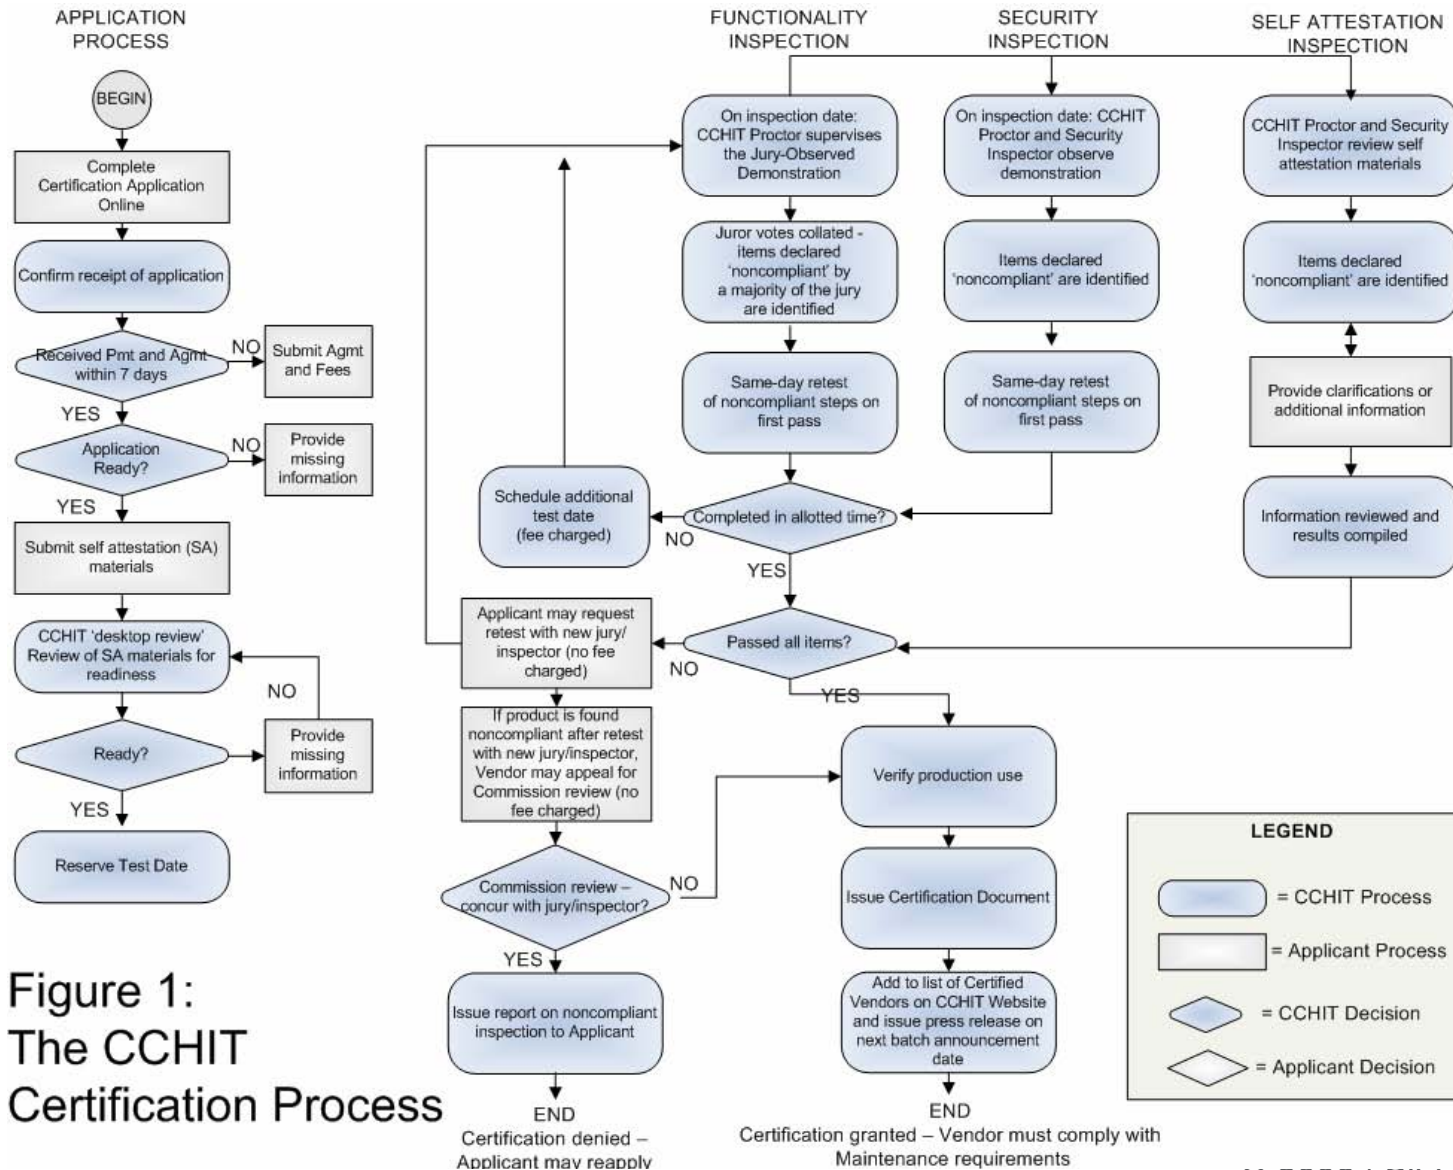 APPLICATION
PROCESS
BEGIN
Complete
Certification Application
Online
Confirm receipt of application
Received Pmt and Agmt
within 7 days
NO
Submit Agmt
and Fees
YES
Application
Ready?
NO
Provide
missing
information
YES
Submit self attestation (SA)
materials
CCHIT ‘desktop review’
Review of SA materials for
readiness
NO
Ready?
Provide
missing
information
YES
Reserve Test Date
FUNCTIONALITY
INSPECTION
On inspection date:
CCHIT Proctor supervises
the Jury-Observed
Demonstration
Juror votes collated -
items declared
‘noncompliant’ by
a majority of the jury
are identified
Same-day retest
of noncompliant steps on
first pass
Completed in allotted time?
NO
Schedule additional
test date
(fee charged)
YES
Passed all items?
NO
Applicant may request
retest with new jury/
inspector (no fee
charged)
If product is found
noncompliant after retest
with new jury/inspector,
Vendor may appeal for
Commission review (no
fee charged)
Commission review –
concur with jury/inspector?
NO
YES
Issue report on noncompliant
inspection to Applicant
END
Certification denied –
Applicant may reapply
YES
Verify production use
Issue Certification Document
Add to list of Certified
Vendors on CCHIT Website
and issue press release on
next batch announcement
date
END
Certification granted – Vendor must comply with
Maintenance requirements
SECURITY
INSPECTION
On inspection date: CCHIT
Proctor and Security
Inspector observe
demonstration
Items declared
‘noncompliant’ are identified
Same-day retest
of noncompliant steps on
first pass
SELF ATTESTATION
INSPECTION
CCHIT Proctor and Security
Inspector review self
attestation materials
Items declared
‘noncompliant’ are identified
Provide clarifications or
additional information
Information reviewed and
results compiled
LEGEND
= CCHIT Process
= Applicant Process
= CCHIT Decision
= Applicant Decision
Figure 1:
The CCHIT
Certification Process